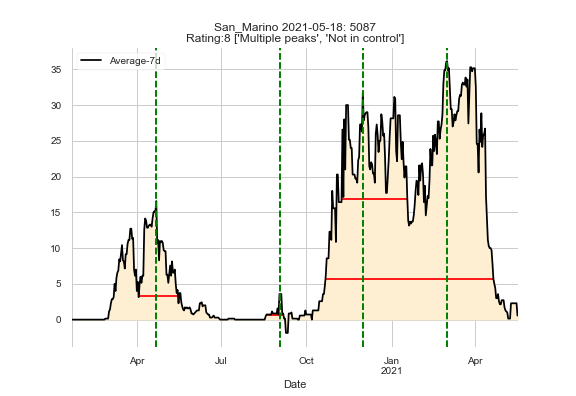 San_Marino 2021-05-18: 5087
Rating:8 ['Multiple peaks', 'Not in control']
Average-7d
35
30
25
20
15
10
5
0
Apr
Jul
Oct
Jan
2021
Apr
Date